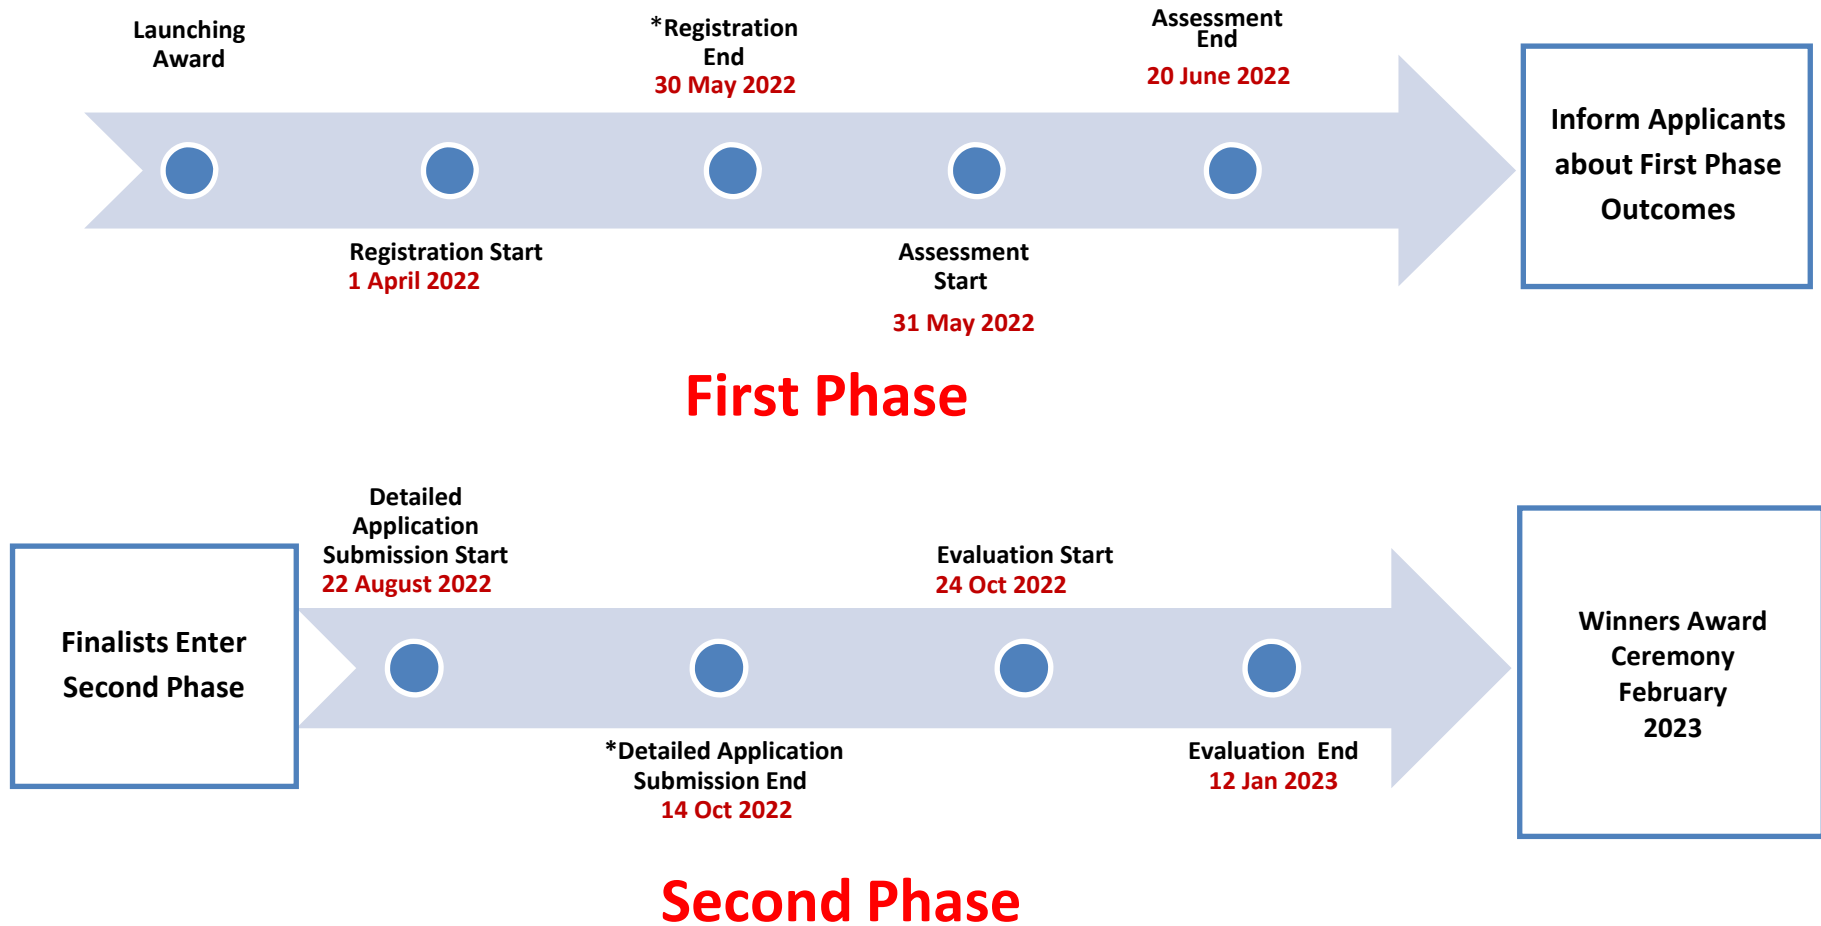 Launching
Award
*Registration
End
30 May 2022
Assessment
End
20 June 2022
Registration Start
1 April 2022
Assessment
Start
31 May 2022
Inform Applicants
about First Phase
Outcomes
First Phase
Finalists Enter
Second Phase
Detailed
Application
Submission Start
22 August 2022
*Detailed Application
Submission End
14 Oct 2022
Evaluation Start
24 Oct 2022
Evaluation  End
12 Jan 2023
Winners Award
Ceremony
February
2023
Second Phase